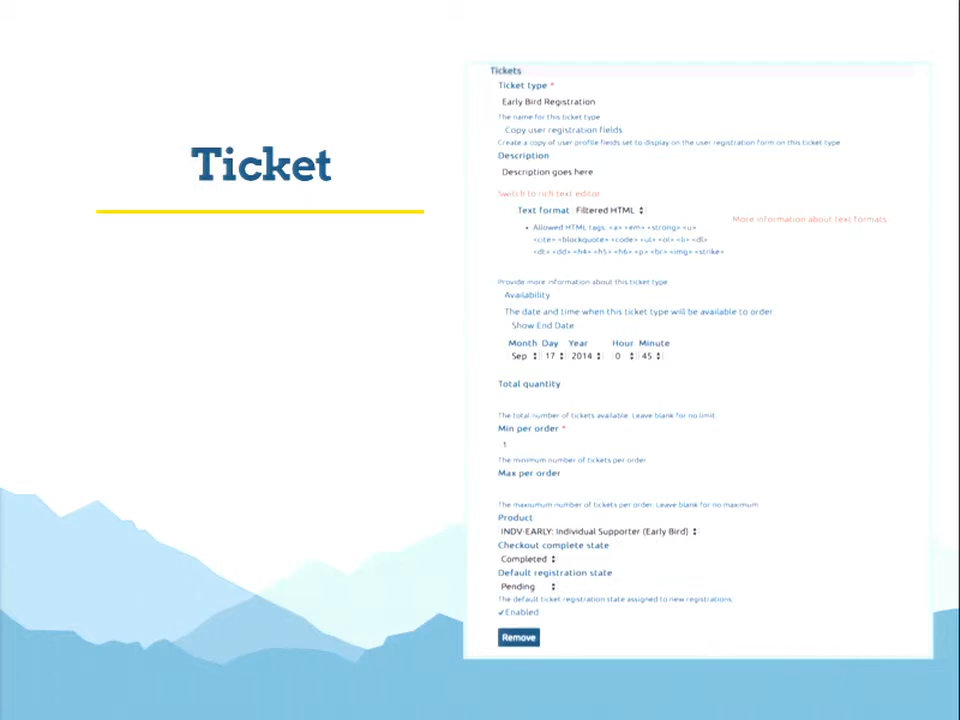 Ticket
Tickets
Ticket type *
Early Bird Registration
The name for this ticket type
Copy user registration fields
Create a copy of user profile fields set to display on the user registration form on this ticket type
Description
Description goes here
Switch to rich text editor
Text format Filtered HTML
More information about text formats
• Allowed HTML tags: <a> <em> <strong> <u>
<cite> <blockquote> <code> <ul> <ol> <li> <dl>
<dt> <dd> <h4> <h5> <h6> <p> <br> <img> <strike>
Provide more information about this ticket type
Availability
The date and time when this ticket type will be available to order
Show End Date
Month Day Year Hour Minute
Sep 17 2014 0 45
Total quantity
The total number of tickets available. Leave blank for no limit.
Min per order *
1
The minimum number of tickets per order
Max per order
The maxiumum number of tickets per order. Leave blank for no maximum
Product
INDV-EARLY: Individual Supporter (Early Bird)
Checkout complete state
Completed
Default registration state
Pending
The default ticket registration state assigned to new registrations.
✔Enabled
Remove